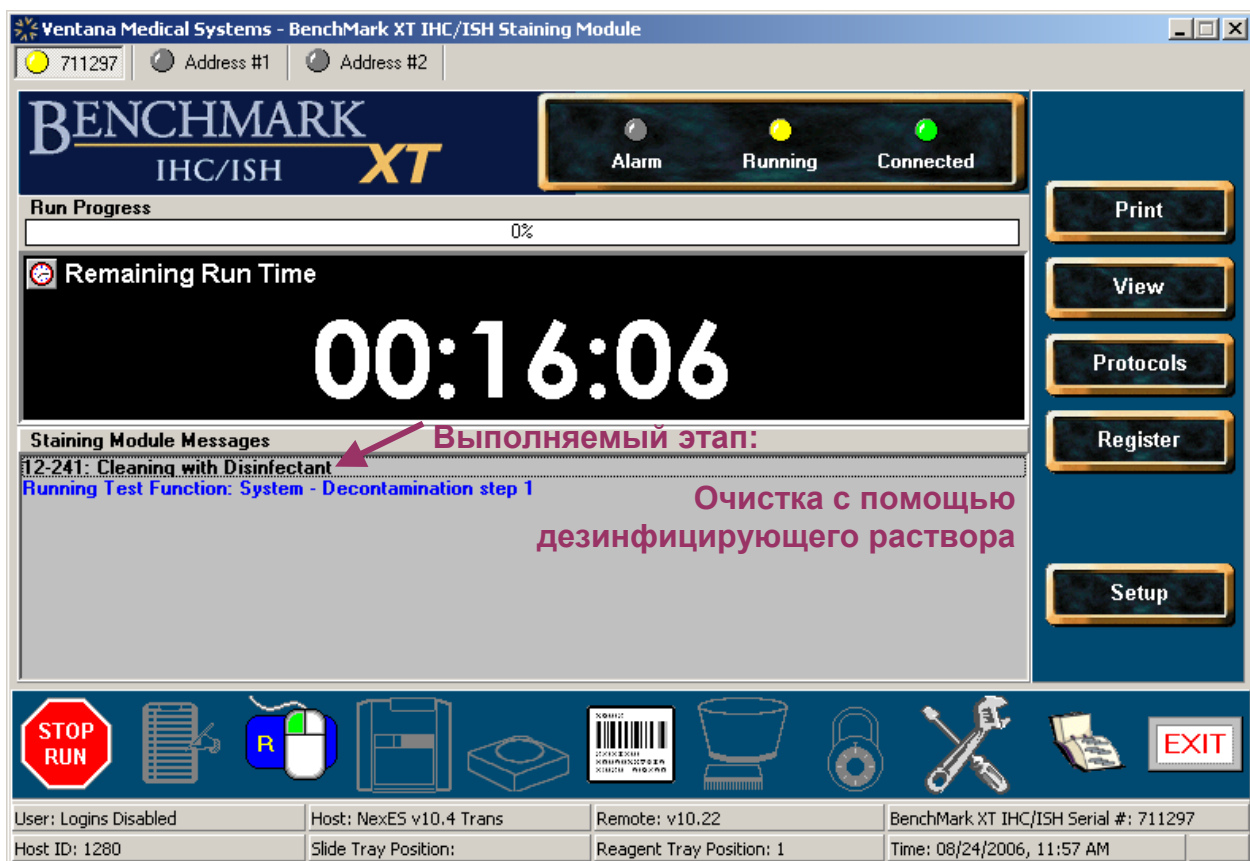 Ventana Medical Systems - BenchMark XT IHC/ISH Staining Module
711297 Address #1 Address #2
BENCHMARK
IHC/ISH XT
Alarm Running Connected
Run Progress
0%
Remaining Run Time
00:16:06
Print
View
Protocols
Register
Setup
Staining Module Messages
Выполняемый этап:
12-241: Cleaning with Disinfectant
Running Test Function: System - Decontamination step 1
Очистка с помощью
дезинфицирующего раствора
STOP
RUN
R
EXIT
User: Logins Disabled Host: NexES v10.4 Trans Remote: v10.22 BenchMark XT IHC/ISH Serial #: 711297
Host ID: 1280 Slide Tray Position: Reagent Tray Position: 1 Time: 08/24/2006, 11:57 AM